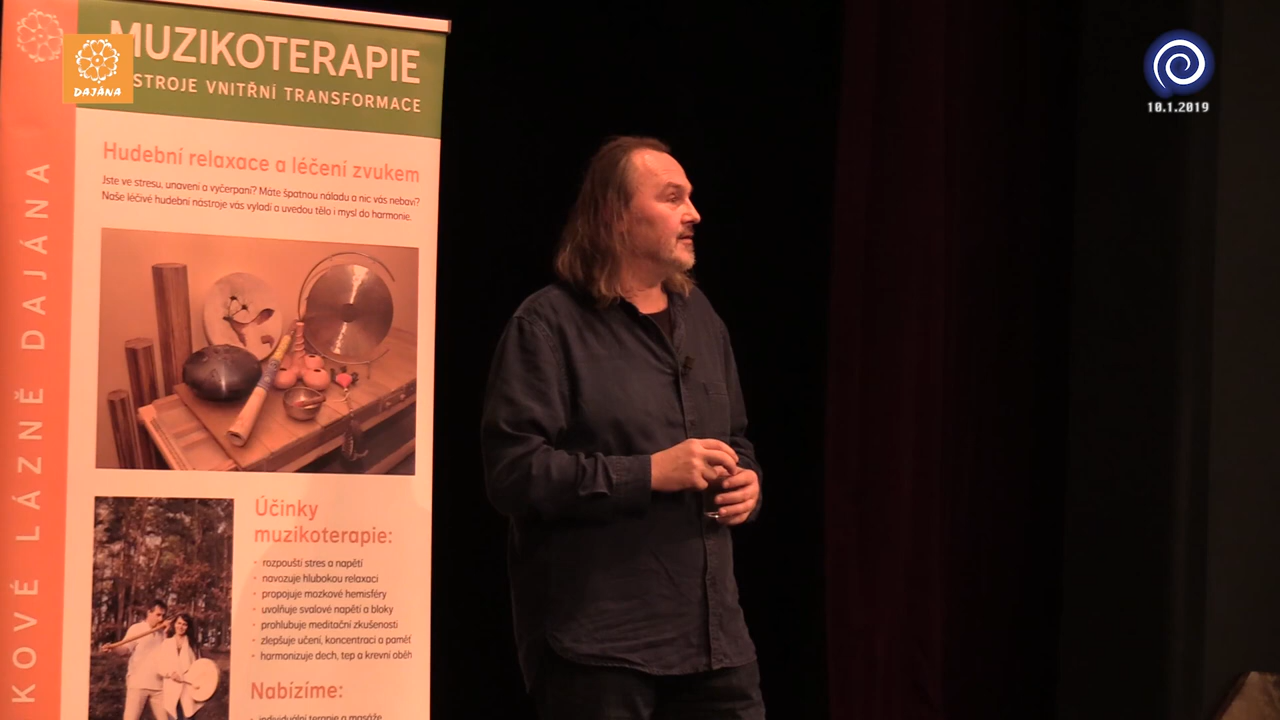 MUZIKOTERAPIE
STROJE VNITŘNÍ TRANSFORMACE
DAJÁNA
10.1.2019
Hudební relaxace a léčení zvukem
Jste ve stresu, unavení a vyčerpaní? Máte špatnou náladu a nic vás nebaví?
Naše léčivé hudební nástroje vás vyladí a uvedou tělo i mysl do harmonie.
KOVÉ LÁZNĚ DAJÁNA
Účinky
muzikoterapie:
• rozpouští stres a napětí
• navozuje hlubokou relaxaci
• propojuje mozkové hemisféry
• uvolňuje svalové napětí a bloky
• prohlubuje meditační zkušenosti
• zlepšuje učení, koncentraci a paměť
• harmonizuje dech, tep a krevní oběh
Nabízíme:
• individuální terapie a masáže